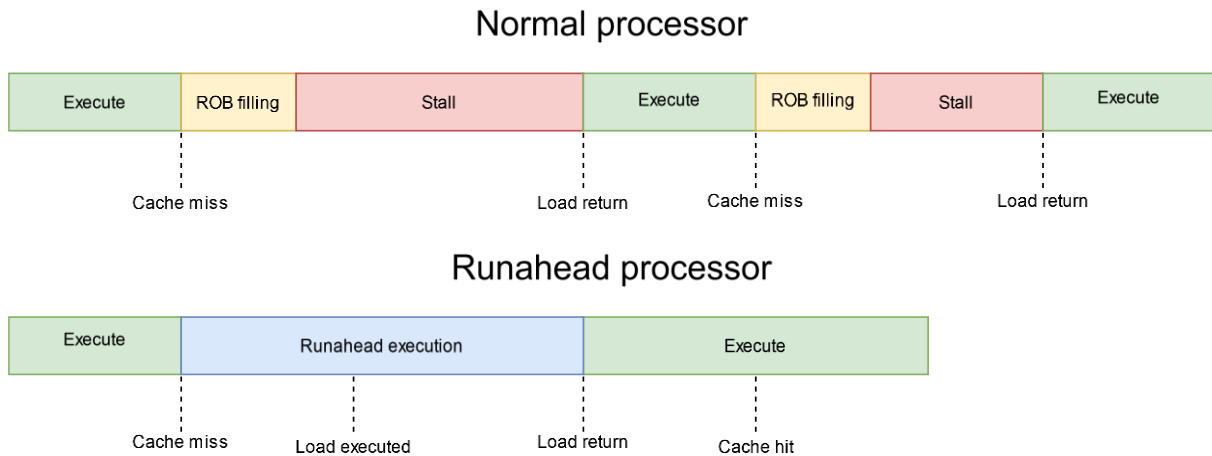 Normal processor
Execute
ROB filling
Stall
Execute
ROB filling
Stall
Execute
Cache miss
Load return
Cache miss
Load return
Runahead processor
Execute
Runahead execution
Execute
Cache miss
Load executed
Load return
Cache hit